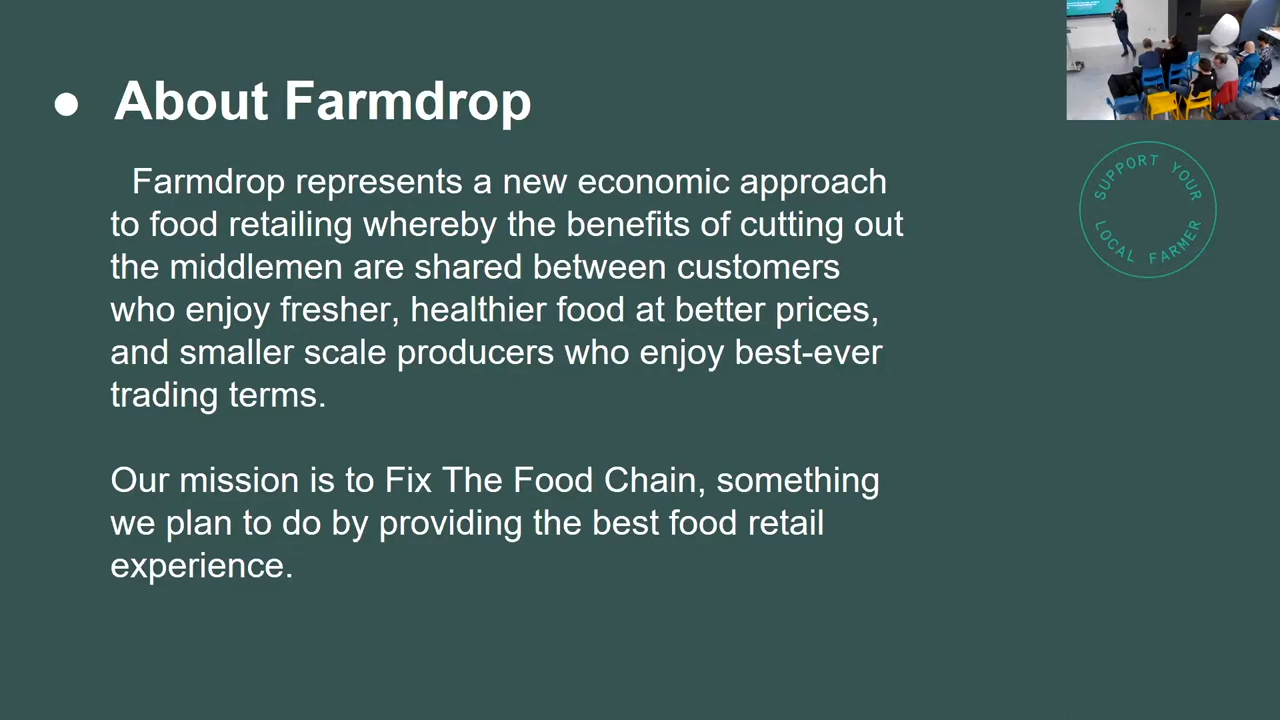 ● About Farmdrop
Farmdrop represents a new economic approach
to food retailing whereby the benefits of cutting out
the middlemen are shared between customers
who enjoy fresher, healthier food at better prices,
and smaller scale producers who enjoy best-ever
trading terms.
Our mission is to Fix The Food Chain, something
we plan to do by providing the best food retail
experience.
SUPPORT YOUR
LOCAL FARMER